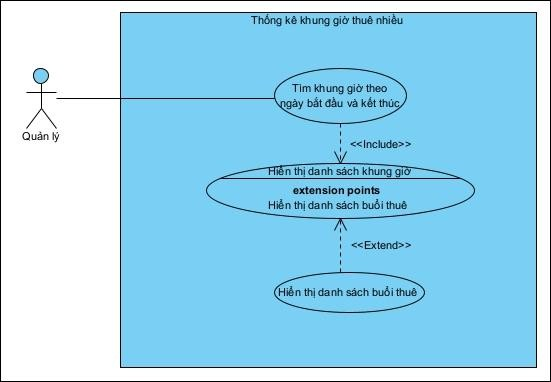 Thống kê khung giờ thuê nhiều
Tìm khung giờ theo
ngày bắt đầu và kết thúc
Quản lý
<<Include>>
Hiển thị danh sách khung giờ
extension points
Hiển thị danh sách buổi thuê
<<Extend>>
Hiển thị danh sách buổi thuê